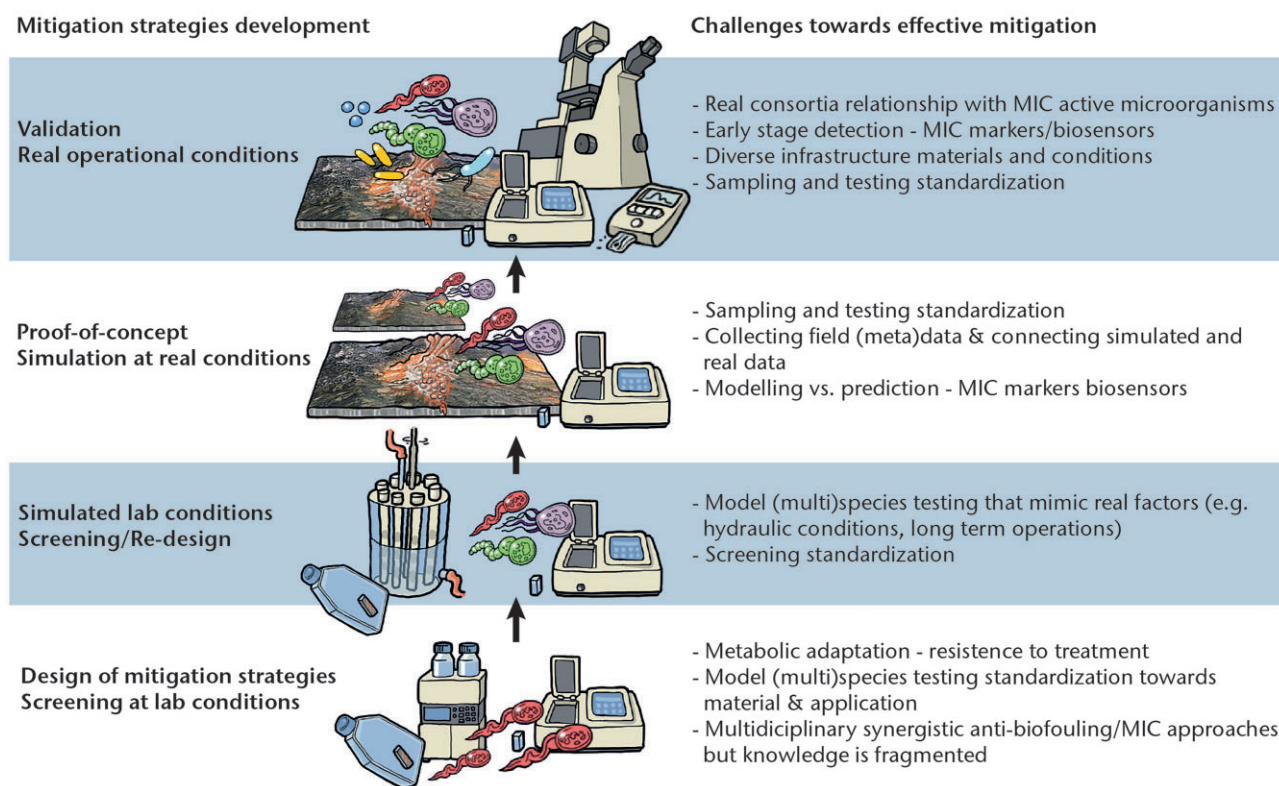 Mitigation strategies development
Challenges towards effective mitigation
Validation
Real operational conditions
- Real consortia relationship with MIC active microorganisms
- Early stage detection - MIC markers/biosensors
- Diverse infrastructure materials and conditions
- Sampling and testing standardization
Proof-of-concept
Simulation at real conditions
- Sampling and testing standardization
- Collecting field (meta)data & connecting simulated and
real data
- Modelling vs. prediction - MIC markers biosensors
Simulated lab conditions
Screening/Re-design
- Model (multi)species testing that mimic real factors (e.g.
hydraulic conditions, long term operations)
- Screening standardization
Design of mitigation strategies
Screening at lab conditions
- Metabolic adaptation - resistence to treatment
- Model (multi)species testing standardization towards
material & application
- Multidiciplinary synergistic anti-biofouling/MIC approaches
but knowledge is fragmented